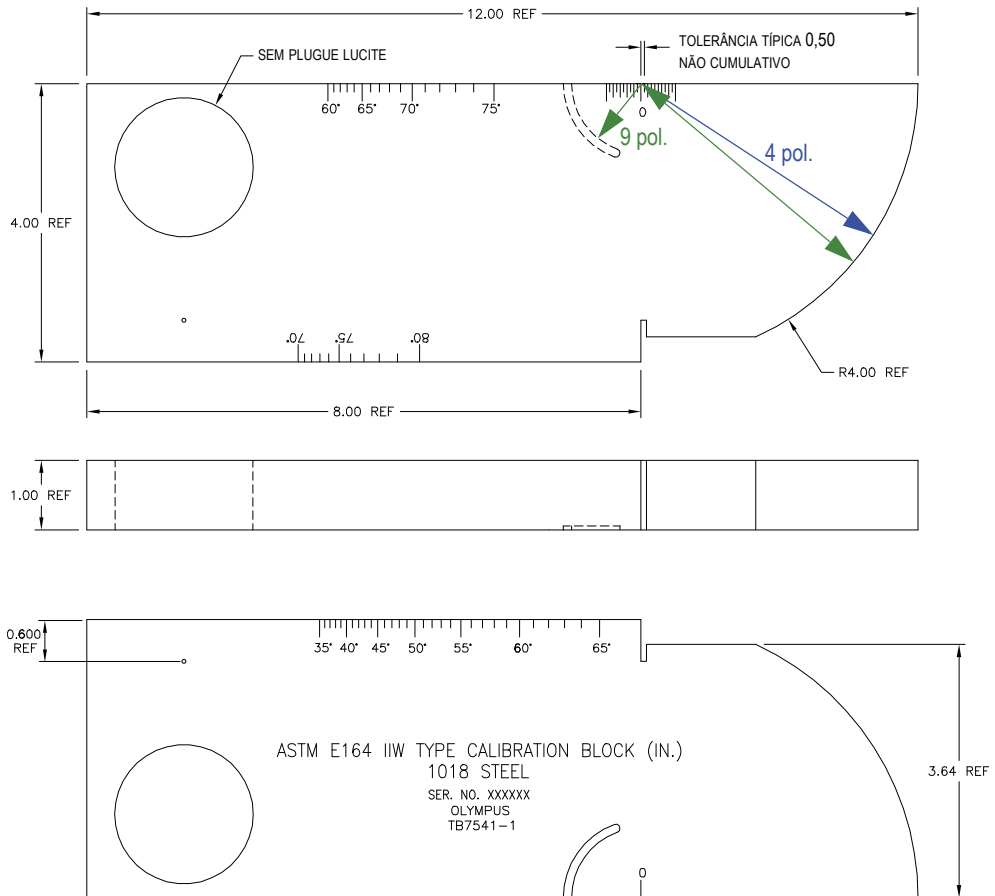 12.00 REF
SEM PLUGUE LUCITE
TOLERÂNCIA TÍPICA 0,50
NÃO CUMULATIVO
60° 65° 70° 75°
0
9 pol.
4 pol.
4.00 REF
70° 75° 80°
R4.00 REF
8.00 REF
1.00 REF
0.600
REF
35° 40° 45° 50° 55° 60° 65°
ASTM E164 IIW TYPE CALIBRATION BLOCK (IN.)
1018 STEEL
SER. NO. XXXXXX
OLYMPUS
TB7541-1
3.64 REF
0